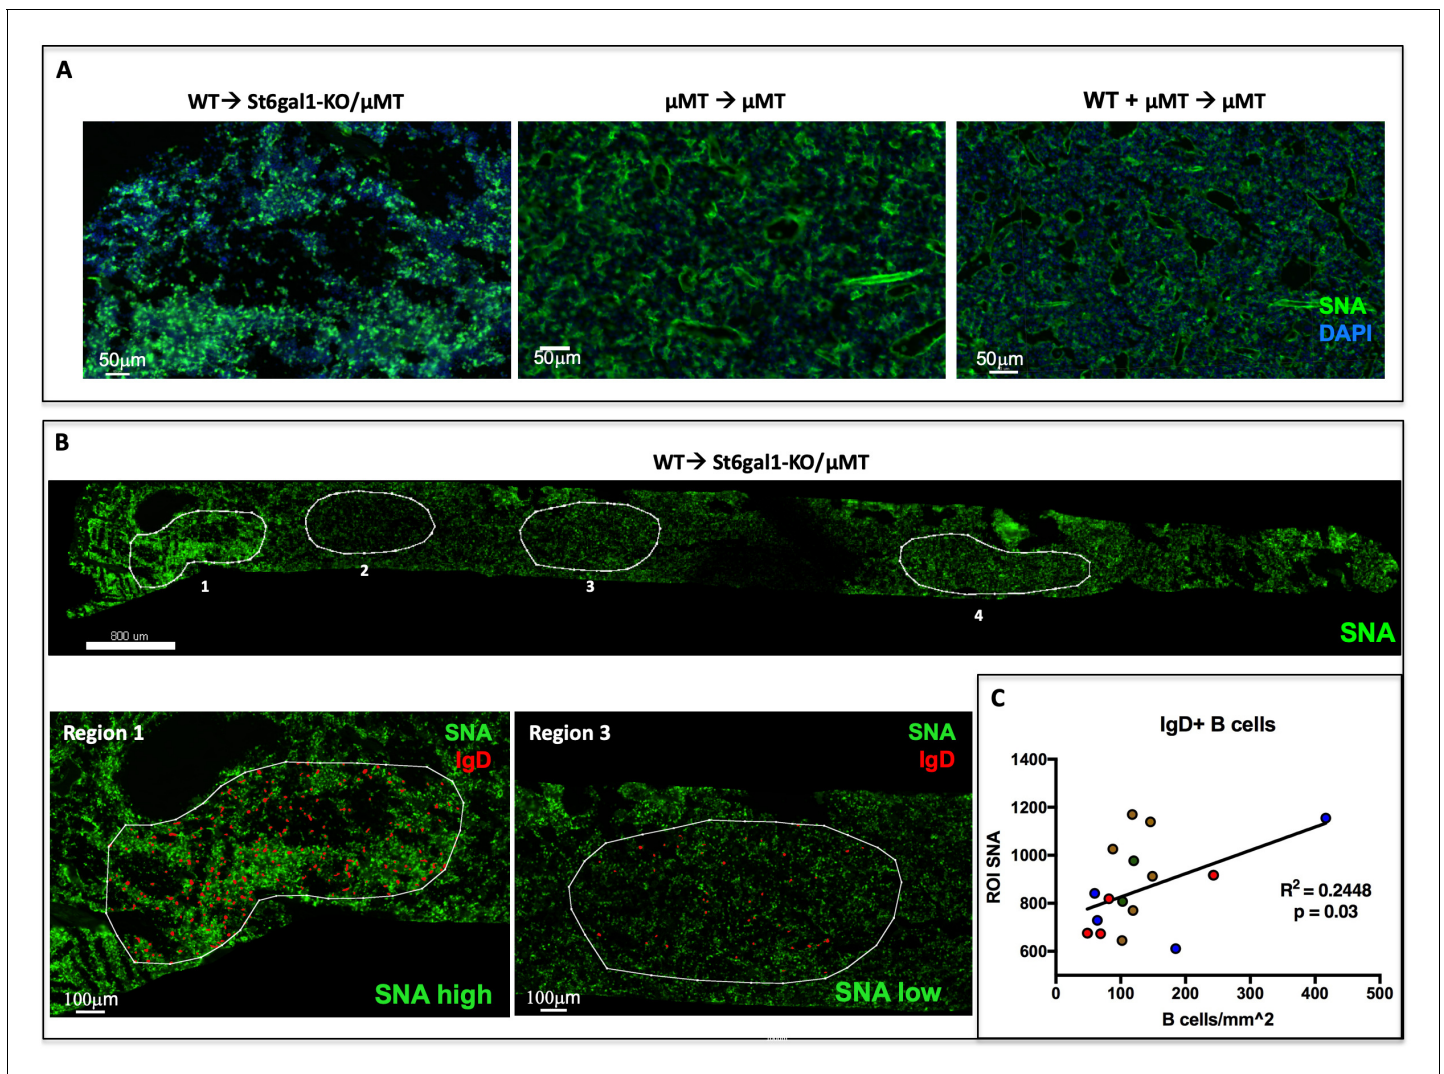 A
WT→ St6gal1-KO/µMT
µMT → µMT
WT + µMT → µMT
50µm
50µm
50µm
SNA
DAPI
B
WT→ St6gal1-KO/µMT
1
2
3
4
800 um
SNA
Region 1
SNA
IgD
SNA high
100µm
Region 3
SNA
IgD
SNA low
100µm
C
IgD+ B cells
1400
1200
1000
800
600
ROI SNA
R² = 0.2448
p = 0.03
0 100 200 300 400 500
B cells/mm^2